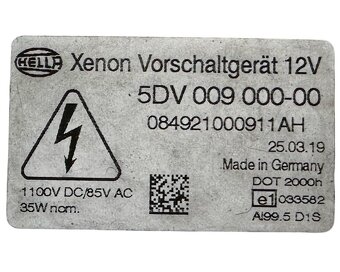 HELLA Xenon Vorschaltgerät 12V
5DV 009 000-00
084921000911AH
25.03.19
Made in Germany
DOT 2000h
1100V DC/85V AC
35W nom.
e1 033582
Al99.5 D1S